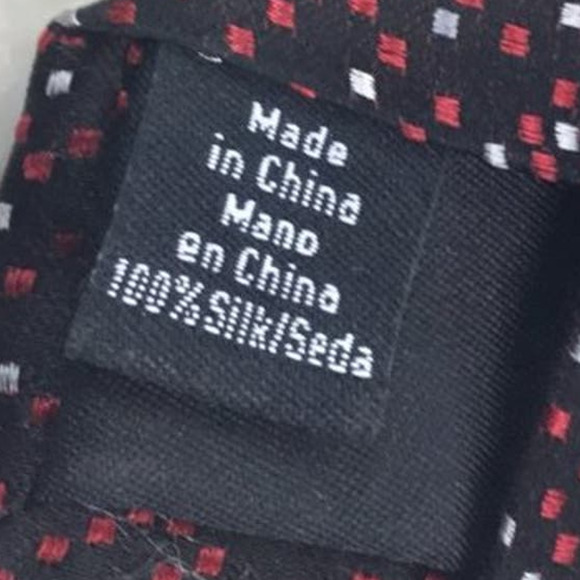 Made
in China
Mano
en China
100%Silk/Seda